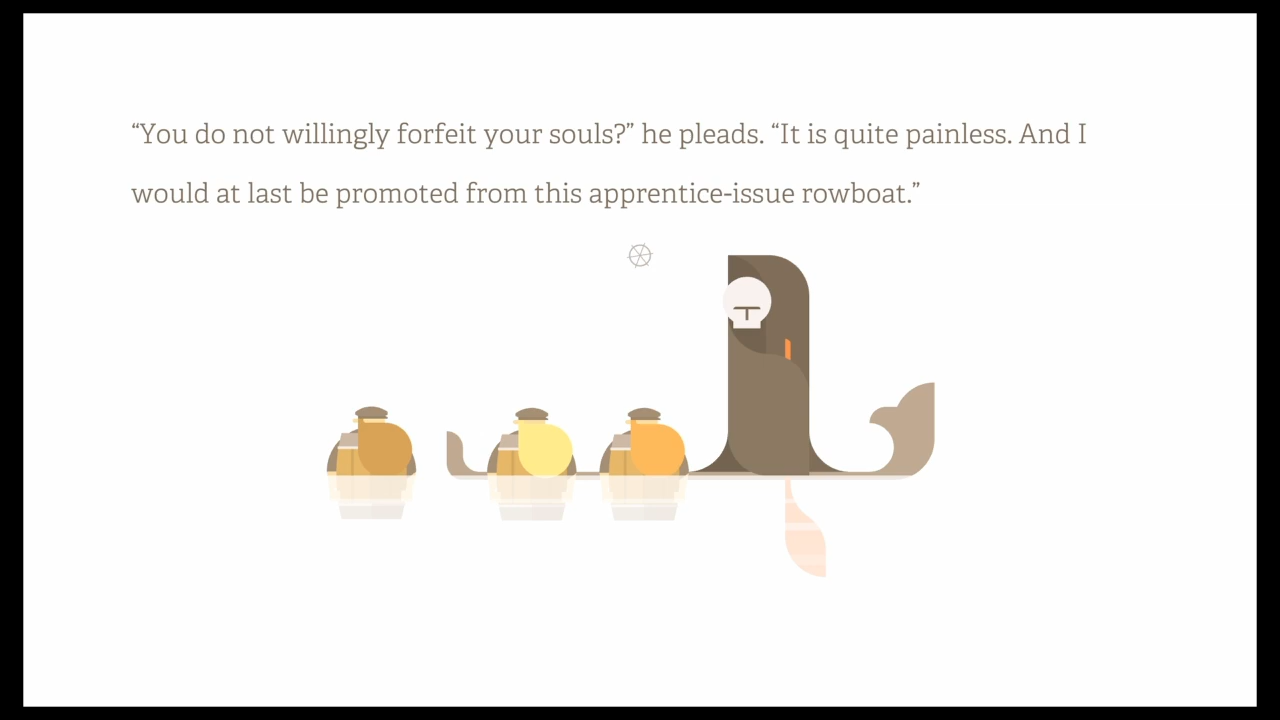 “You do not willingly forfeit your souls?” he pleads. “It is quite painless. And I
would at last be promoted from this apprentice-issue rowboat.”